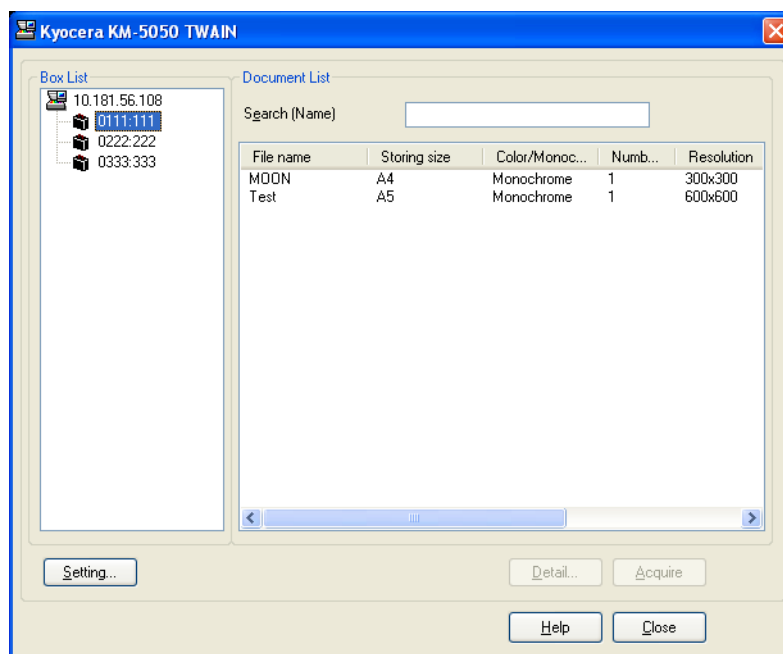 Kyocera KM-5050 TWAIN
Box List
10.181.56.108
0111:111
0222:222
0333:333
Document List
Search (Name)
File name Storing size Color/Monoc... Numb... Resolution
MOON A4 Monochrome 1 300x300
Test A5 Monochrome 1 600x600
Setting...
Detail... Acquire
Help Close